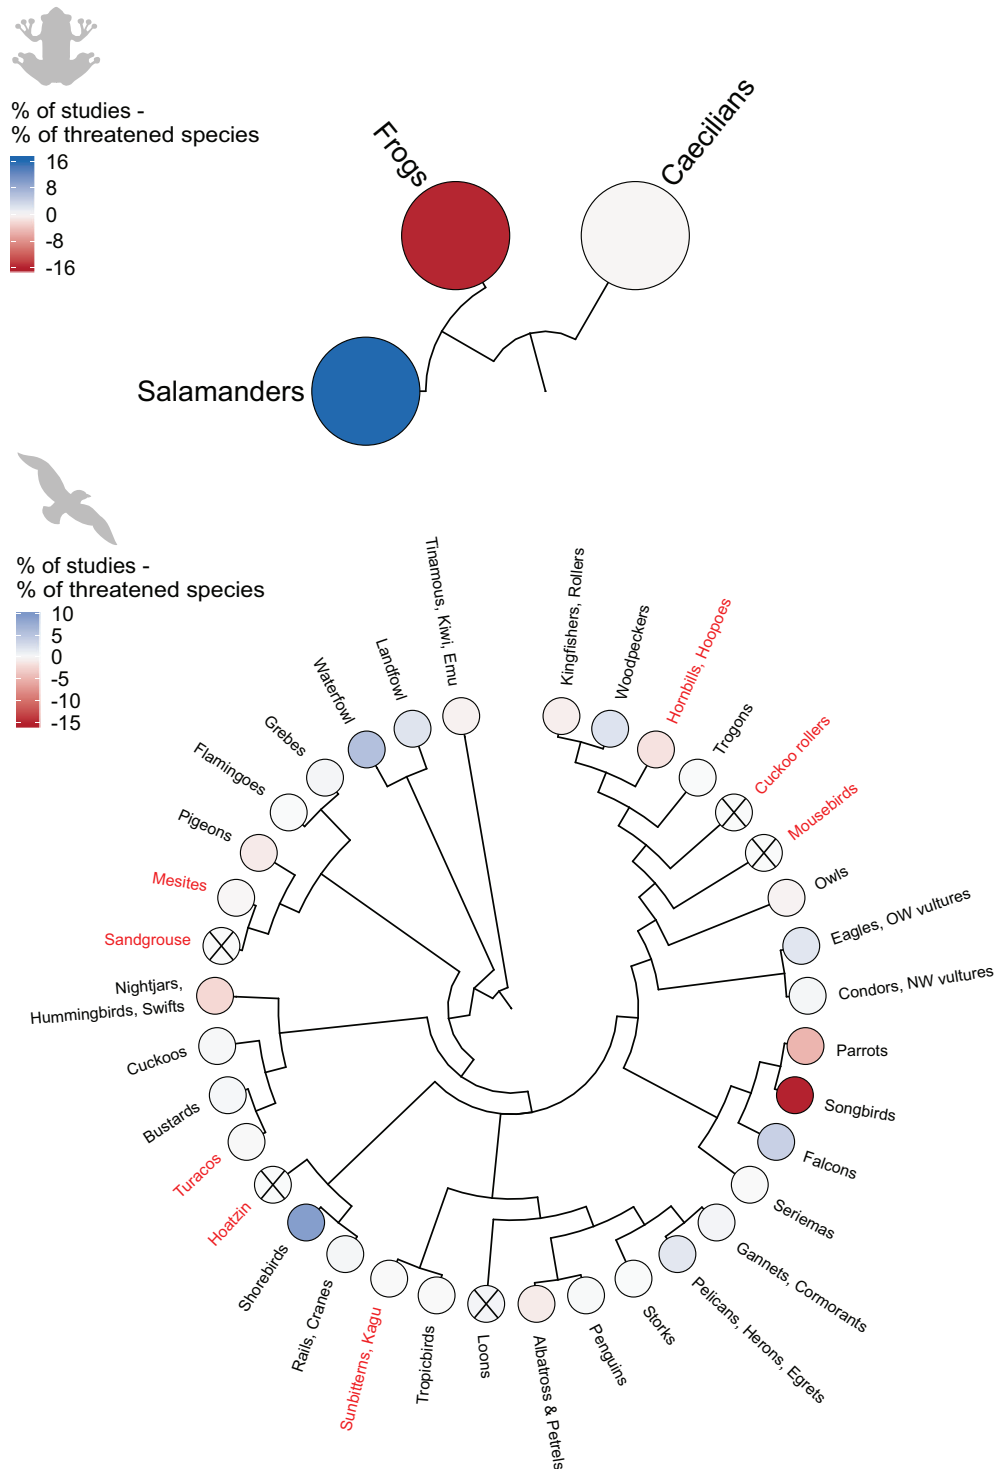 % of studies -
% of threatened species
16
8
0
-8
-16
Frogs
Caecilians
Salamanders
% of studies -
% of threatened species
10
5
0
-5
-10
-15
Tinamous, Kiwi, Emu
Landfowl
Waterfowl
Grebes
Flamingoes
Pigeons
Mesites
Sandgrouse
Nightjars,
Hummingbirds, Swifts
Cuckoos
Bustards
Turacos
Hoatzin
Shorebirds
Rails, Cranes
Sunbitterns, Kagu
Tropicbirds
Loons
Albatross & Petrels
Penguins
Storks
Pelicans, Herons, Egrets
Gannets, Cormorants
Seriemas
Falcons
Songbirds
Parrots
Condors, NW vultures
Eagles, OW vultures
Owls
Mousebirds
Cuckoo rollers
Trogons
Hornbills, Hoopoes
Woodpeckers
Kingfishers, Rollers